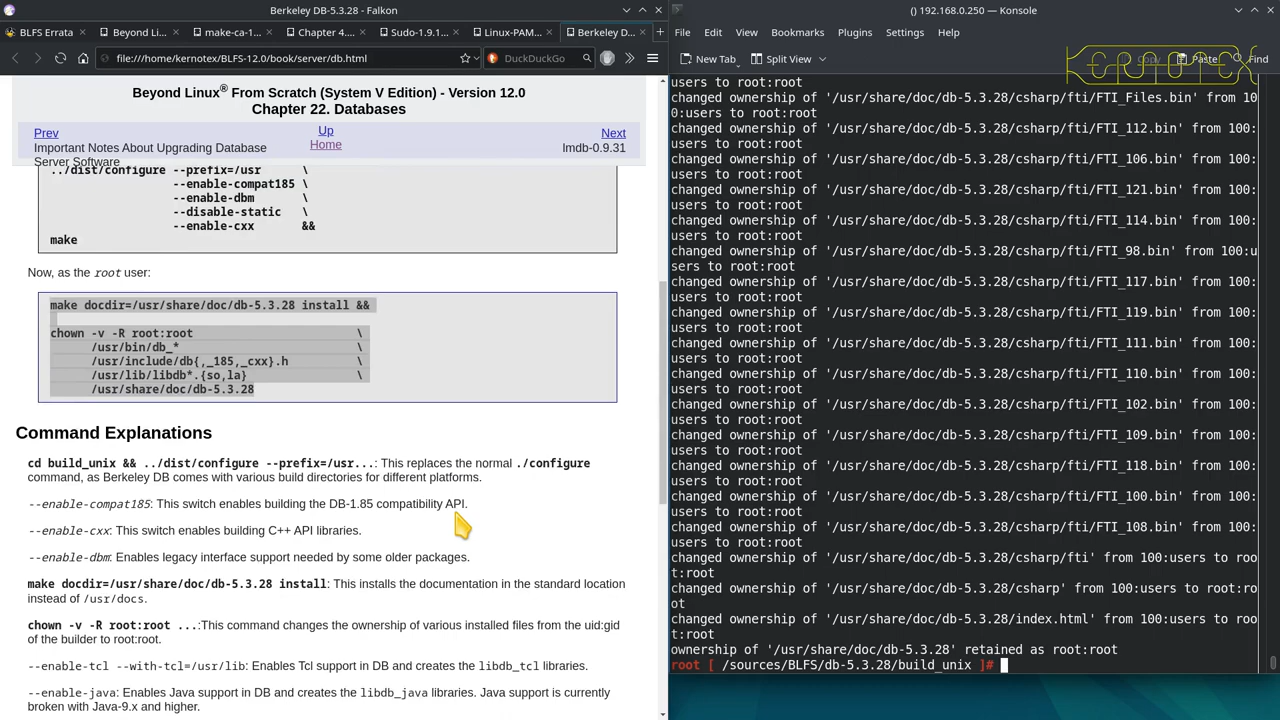 Berkeley DB-5.3.28 - Falkon
BLFS Errata
Beyond Li...
make-ca-1...
Chapter 4....
Sudo-1.9.1...
Linux-PAM...
Berkeley D...
file:///home/kernotex/BLFS-12.0/book/server/db.html
DuckDuckGo
Beyond Linux® From Scratch (System V Edition) - Version 12.0
Chapter 22. Databases
Prev
Up
Next
Important Notes About Upgrading Database
Server Software
Home
lmdb-0.9.31
../dist/configure --prefix=/usr \
--enable-compat185 \
--enable-dbm \
--disable-static \
--enable-cxx &&
make
Now, as the root user:
make docdir=/usr/share/doc/db-5.3.28 install &&
chown -v -R root:root \
/usr/bin/db_* \
/usr/include/db{,_185,_cxx}.h \
/usr/lib/libdb*.{so,la} \
/usr/share/doc/db-5.3.28
Command Explanations
cd build_unix && ../dist/configure --prefix=/usr...: This replaces the normal ./configure
command, as Berkeley DB comes with various build directories for different platforms.
--enable-compat185: This switch enables building the DB-1.85 compatibility API.
--enable-cxx: This switch enables building C++ API libraries.
--enable-dbm: Enables legacy interface support needed by some older packages.
make docdir=/usr/share/doc/db-5.3.28 install: This installs the documentation in the standard location
instead of /usr/docs.
chown -v -R root:root ...:This command changes the ownership of various installed files from the uid:gid
of the builder to root:root.
--enable-tcl --with-tcl=/usr/lib: Enables Tcl support in DB and creates the libdb_tcl libraries.
--enable-java: Enables Java support in DB and creates the libdb_java libraries. Java support is currently
broken with Java-9.x and higher.
() 192.168.0.250 — Konsole
File Edit View Bookmarks Plugins Settings Help
New Tab
Split View
Copy
Paste
Find
KERNOTEX
users to root:root
changed ownership of '/usr/share/doc/db-5.3.28/csharp/fti/FTI_Files.bin' from 10
0:users to root:root
changed ownership of '/usr/share/doc/db-5.3.28/csharp/fti/FTI_112.bin' from 100:
users to root:root
changed ownership of '/usr/share/doc/db-5.3.28/csharp/fti/FTI_106.bin' from 100:
users to root:root
changed ownership of '/usr/share/doc/db-5.3.28/csharp/fti/FTI_121.bin' from 100:
users to root:root
changed ownership of '/usr/share/doc/db-5.3.28/csharp/fti/FTI_114.bin' from 100:
users to root:root
changed ownership of '/usr/share/doc/db-5.3.28/csharp/fti/FTI_98.bin' from 100:u
sers to root:root
changed ownership of '/usr/share/doc/db-5.3.28/csharp/fti/FTI_117.bin' from 100:
users to root:root
changed ownership of '/usr/share/doc/db-5.3.28/csharp/fti/FTI_119.bin' from 100:
users to root:root
changed ownership of '/usr/share/doc/db-5.3.28/csharp/fti/FTI_111.bin' from 100:
users to root:root
changed ownership of '/usr/share/doc/db-5.3.28/csharp/fti/FTI_110.bin' from 100:
users to root:root
changed ownership of '/usr/share/doc/db-5.3.28/csharp/fti/FTI_102.bin' from 100:
users to root:root
changed ownership of '/usr/share/doc/db-5.3.28/csharp/fti/FTI_109.bin' from 100:
users to root:root
changed ownership of '/usr/share/doc/db-5.3.28/csharp/fti/FTI_118.bin' from 100:
users to root:root
changed ownership of '/usr/share/doc/db-5.3.28/csharp/fti/FTI_100.bin' from 100:
users to root:root
changed ownership of '/usr/share/doc/db-5.3.28/csharp/fti/FTI_108.bin' from 100:
users to root:root
changed ownership of '/usr/share/doc/db-5.3.28/csharp/fti' from 100:users to roo
t:root
changed ownership of '/usr/share/doc/db-5.3.28/csharp' from 100:users to root:ro
ot
changed ownership of '/usr/share/doc/db-5.3.28/index.html' from 100:users to roo
t:root
ownership of '/usr/share/doc/db-5.3.28' retained as root:root
root [ /sources/BLFS/db-5.3.28/build_unix ]#